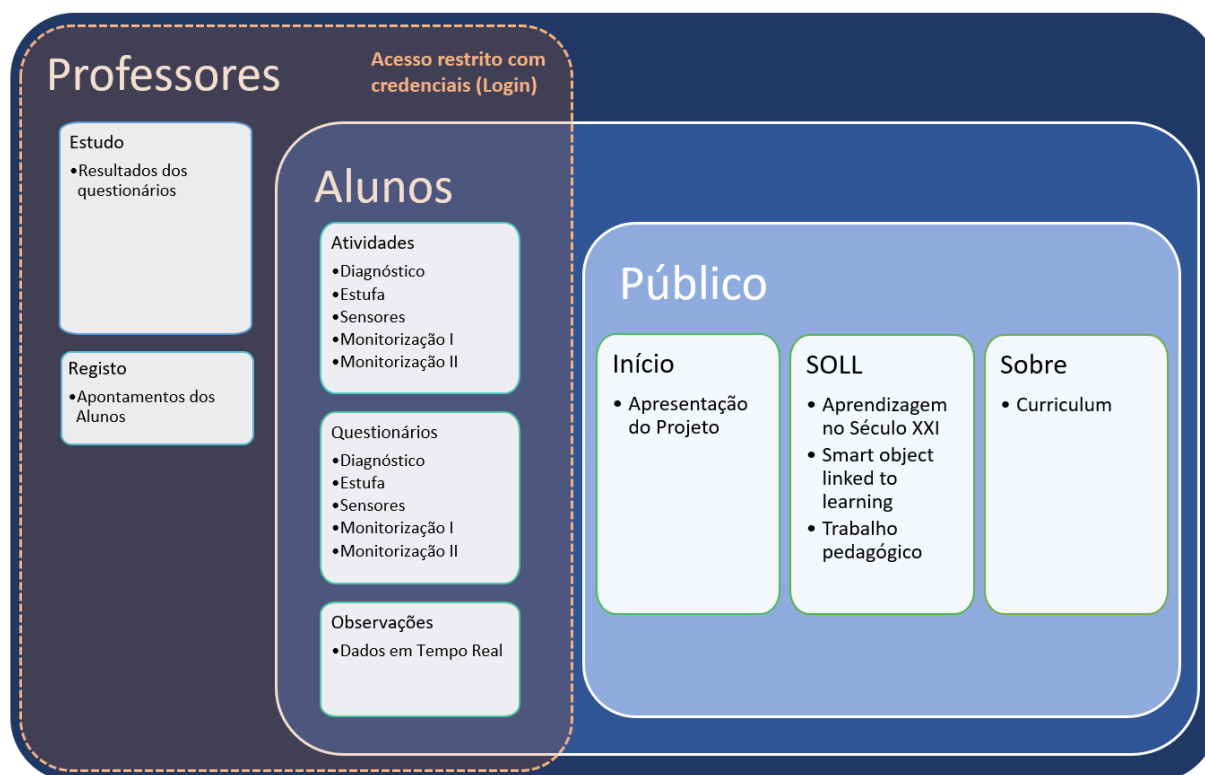 Professores
Acesso restrito com
credenciais (Login)
Estudo
•Resultados dos
questionários
Registo
•Apontamentos dos
Alunos
Alunos
Atividades
•Diagnóstico
•Estufa
•Sensores
•Monitorização I
•Monitorização II
Questionários
•Diagnóstico
•Estufa
•Sensores
•Monitorização I
•Monitorização II
Observações
•Dados em Tempo Real
Público
Início
• Apresentação
do Projeto
SOLL
• Aprendizagem
no Século XXI
• Smart object
linked to
learning
• Trabalho
pedagógico
Sobre
• Curriculum